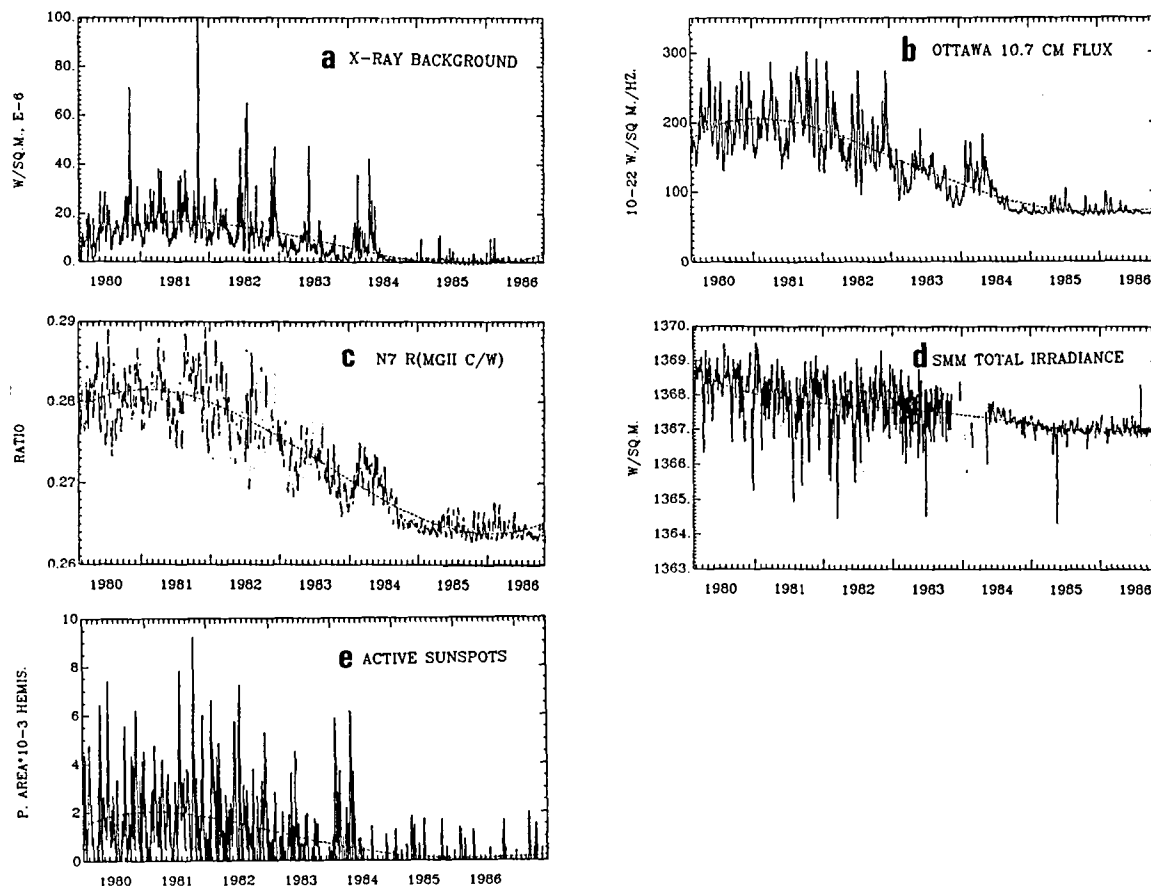 100.
80.
60.
40.
20.
0.
W/SQ.M., E-6
a X-RAY BACKGROUND
1980 1981 1982 1983 1984 1985 1986
300
200
100
0
10-22 W./SQ M./HZ.
b OTTAWA 10.7 CM FLUX
1980 1981 1982 1983 1984 1985 1986
0.29
0.28
0.27
0.26
RATIO
c N7 R(MGII C/W)
1980 1981 1982 1983 1984 1985 1986
1370.
1369.
1368.
1367.
1366.
1365.
1364.
1363.
W/SQ.M.
d SMM TOTAL IRRADIANCE
1980 1981 1982 1983 1984 1985 1986
10
8
6
4
2
0
P. AREA*10-3 HEMIS.
e ACTIVE SUNSPOTS
1980 1981 1982 1983 1984 1985 1986